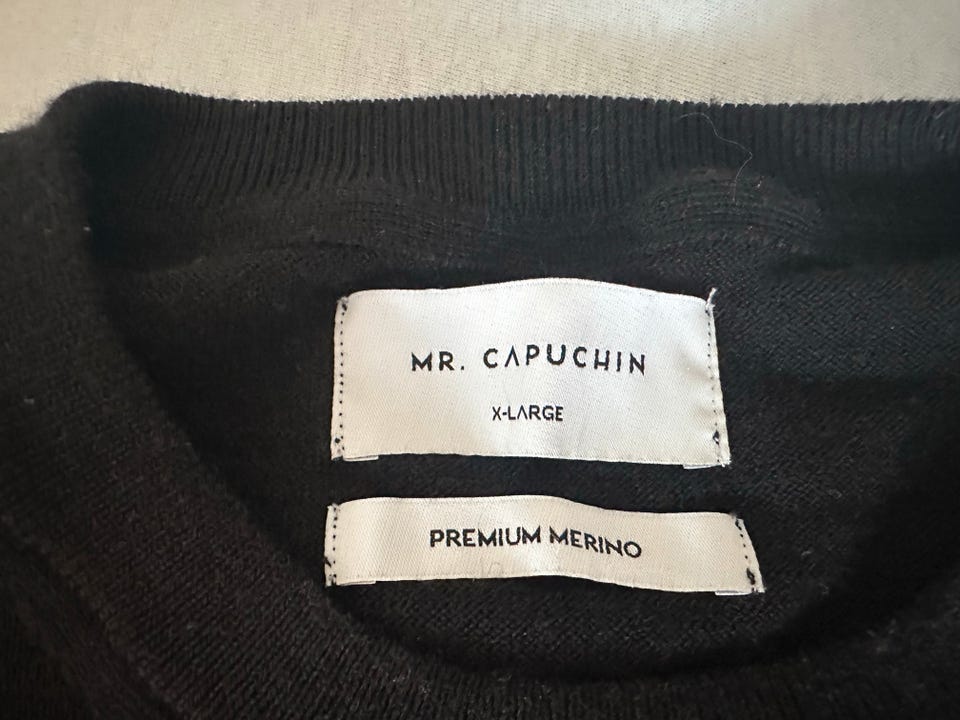 MR. CAPUCHIN
X-LARGE
PREMIUM MERINO